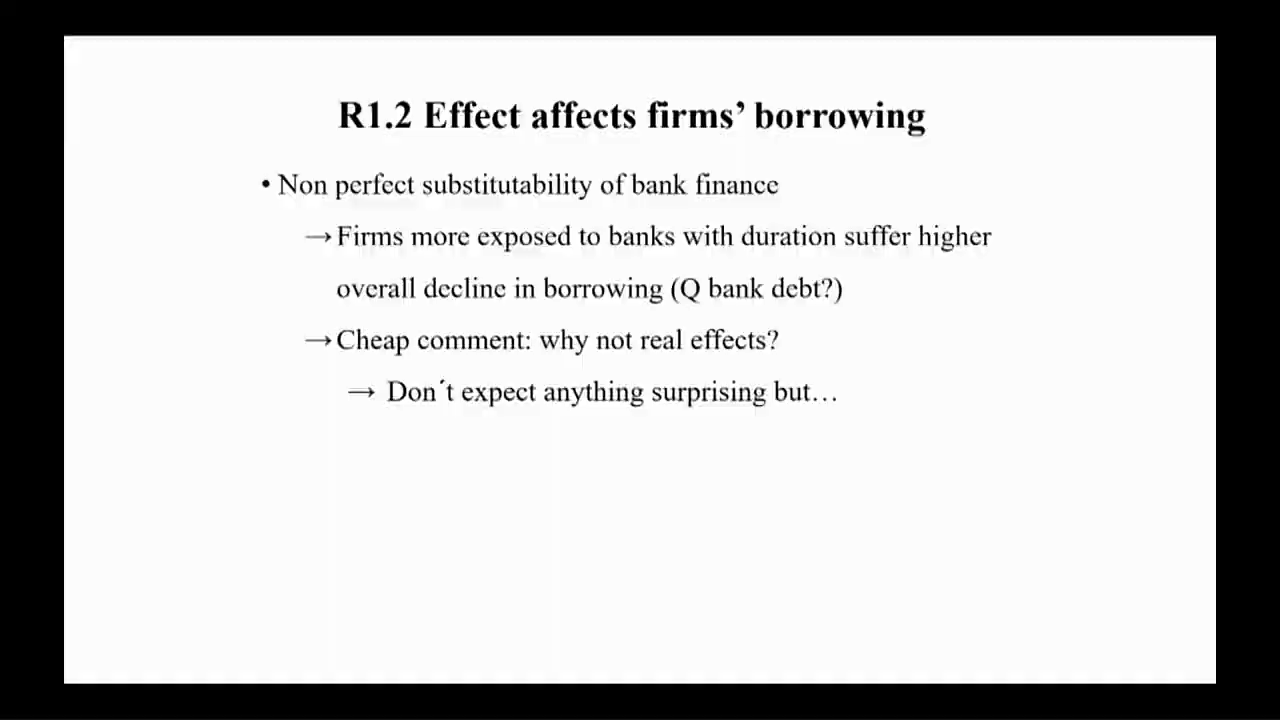 R1.2 Effect affects firms’ borrowing
• Non perfect substitutability of bank finance
→ Firms more exposed to banks with duration suffer higher
overall decline in borrowing (Q bank debt?)
→ Cheap comment: why not real effects?
→ Don´t expect anything surprising but…